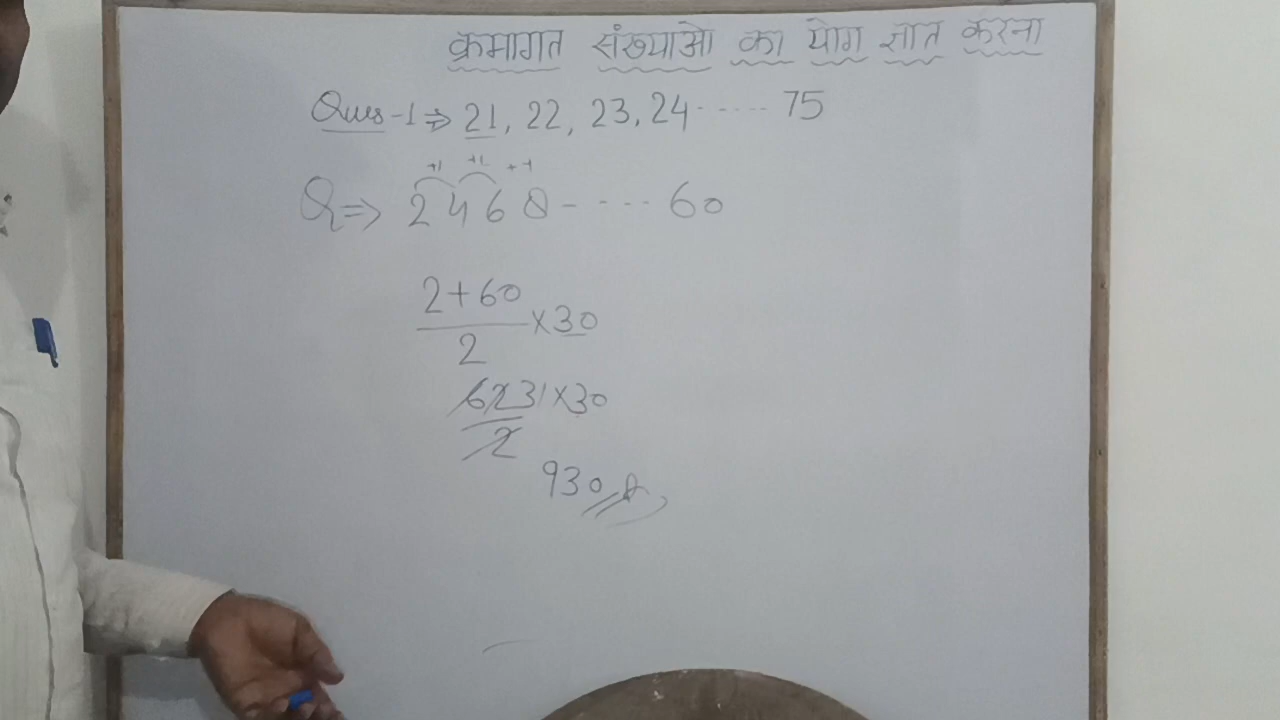 क्रमागत संख्याओ का योग ज्ञात करना
Ques-1 ⇒ 21, 22, 23, 24 ...... 75
+1 +1 +1
Q ⇒ 2 4 6 8 - .... 60
2+60
2
×30
62 31 ×30
2
930